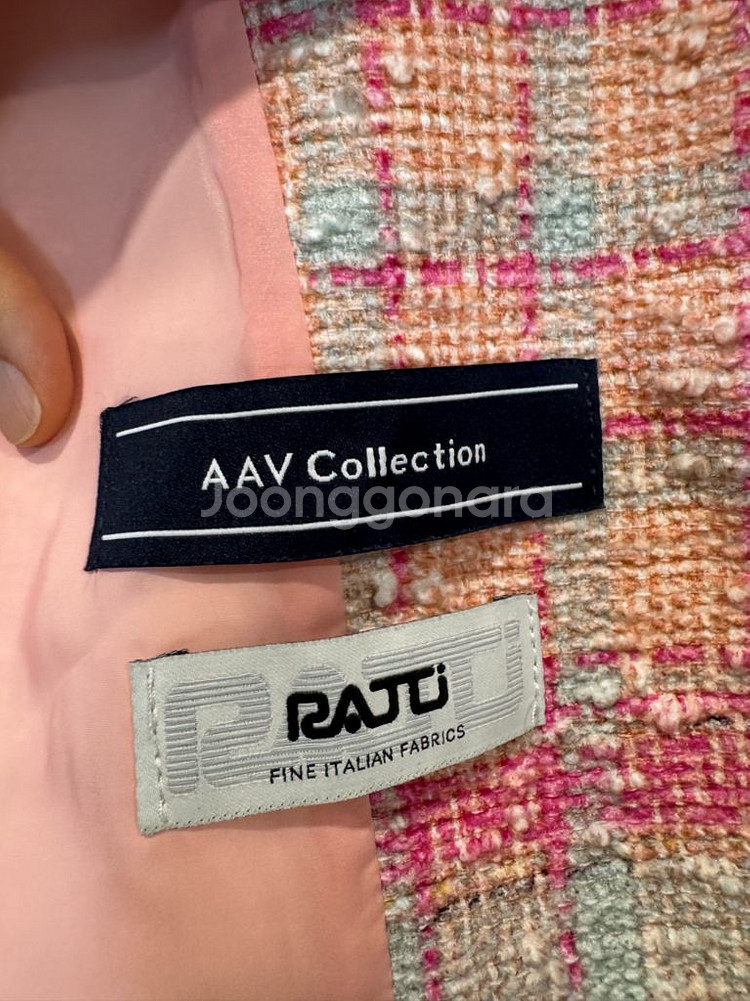 AAV Collection
Joonggonara
RATTi
FINE ITALIAN FABRICS